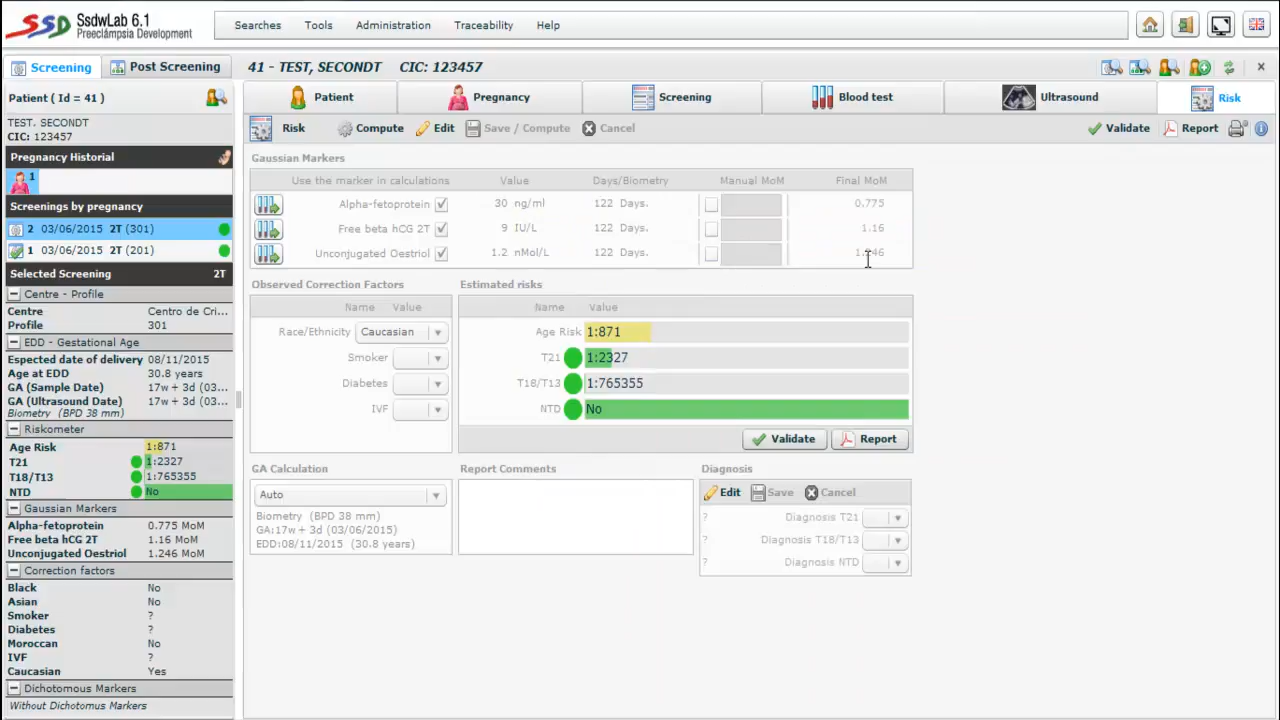 SSD SsdwLab 6.1
Preeclàmpsia Development
Searches Tools Administration Traceability Help
Screening Post Screening
41 - TEST, SECONDT CIC: 123457
Patient ( Id = 41 )
TEST. SECONDT
CIC: 123457
Pregnancy Historial
1
Screenings by pregnancy
2 03/06/2015 2T (301)
1 03/06/2015 2T (201)
Selected Screening 2T
Centre - Profile
Centre Centro de Cri...
Profile 301
EDD - Gestational Age
Expected date of delivery 08/11/2015
Age at EDD 30.8 years
GA (Sample Date) 17w + 3d (03...
GA (Ultrasound Date) 17w + 3d (03...
Biometry (BPD 38 mm)
Riskometer
Age Risk 1:871
T21 1:2327
T18/T13 1:765355
NTD No
Gaussian Markers
Alpha-fetoprotein 0.775 MoM
Free beta hCG 2T 1.16 MoM
Unconjugated Oestriol 1.246 MoM
Correction factors
Black No
Asian No
Smoker ?
Diabetes ?
Moroccan No
IVF ?
Caucasian Yes
Dichotomous Markers
Without Dichotomus Markers
Patient Pregnancy Screening Blood test Ultrasound Risk
Risk Compute Edit Save / Compute Cancel Validate Report
Gaussian Markers
Use the marker in calculations Value Days/Biometry Manual MoM Final MoM
Alpha-fetoprotein 30 ng/ml 122 Days. 0.775
Free beta hCG 2T 9 IU/L 122 Days. 1.16
Unconjugated Oestriol 1.2 nMol/L 122 Days. 1.246
Observed Correction Factors
Name Value
Race/Ethnicity Caucasian
Smoker
Diabetes
IVF
Estimated risks
Name Value
Age Risk 1:871
T21 1:2327
T18/T13 1:765355
NTD No
Validate Report
GA Calculation
Auto
Biometry (BPD 38 mm)
GA:17w + 3d (03/06/2015)
EDD:08/11/2015 (30.8 years)
Report Comments
Diagnosis
Edit Save Cancel
? Diagnosis T21
? Diagnosis T18/T13
? Diagnosis NTD